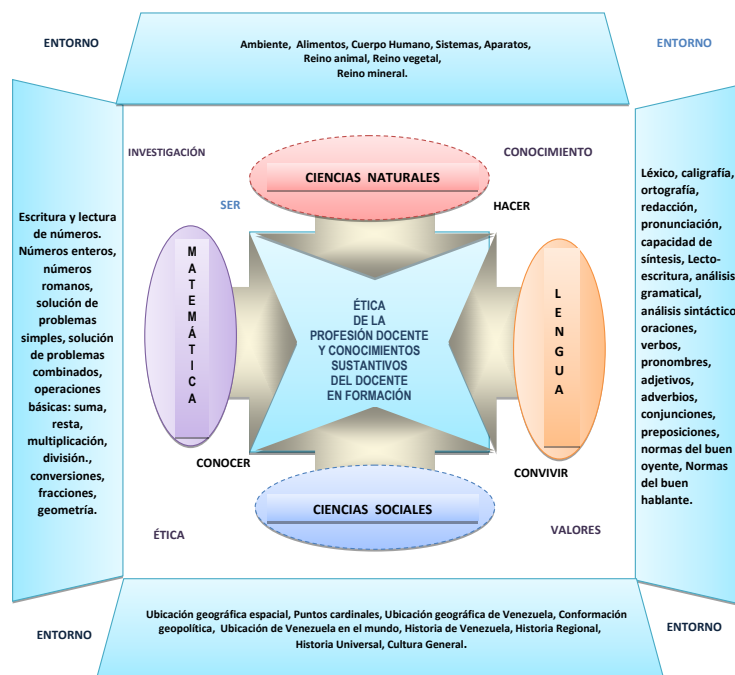 ENTORNO
Ambiente, Alimentos, Cuerpo Humano, Sistemas, Aparatos,
Reino animal, Reino vegetal,
Reino mineral.
ENTORNO
INVESTIGACIÓN
CONOCIMIENTO
CIENCIAS NATURALES
SER
HACER
Escritura y lectura
de números.
Números enteros,
números
romanos,
solución de
problemas
simples, solución
de problemas
combinados,
operaciones
básicas: suma,
resta,
multiplicación,
división.,
conversiones,
fracciones,
geometría.
MATEMÁTICA
ÉTICA
DE LA
PROFESIÓN DOCENTE
Y CONOCIMIENTOS
SUSTANTIVOS
DEL DOCENTE
EN FORMACIÓN
LENGUA
Léxico, caligrafía,
ortografía,
redacción,
pronunciación,
capacidad de
síntesis, Lecto-
escritura, análisis
gramatical,
análisis sintáctico
oraciones,
verbos,
pronombres,
adjetivos,
adverbios,
conjunciones,
preposiciones,
normas del buen
oyente, Normas
del buen
hablante.
CONOCER
CONVIVIR
CIENCIAS SOCIALES
ÉTICA
VALORES
ENTORNO
Ubicación geográfica espacial, Puntos cardinales, Ubicación geográfica de Venezuela, Conformación
geopolítica, Ubicación de Venezuela en el mundo, Historia de Venezuela, Historia Regional,
Historia Universal, Cultura General.
ENTORNO